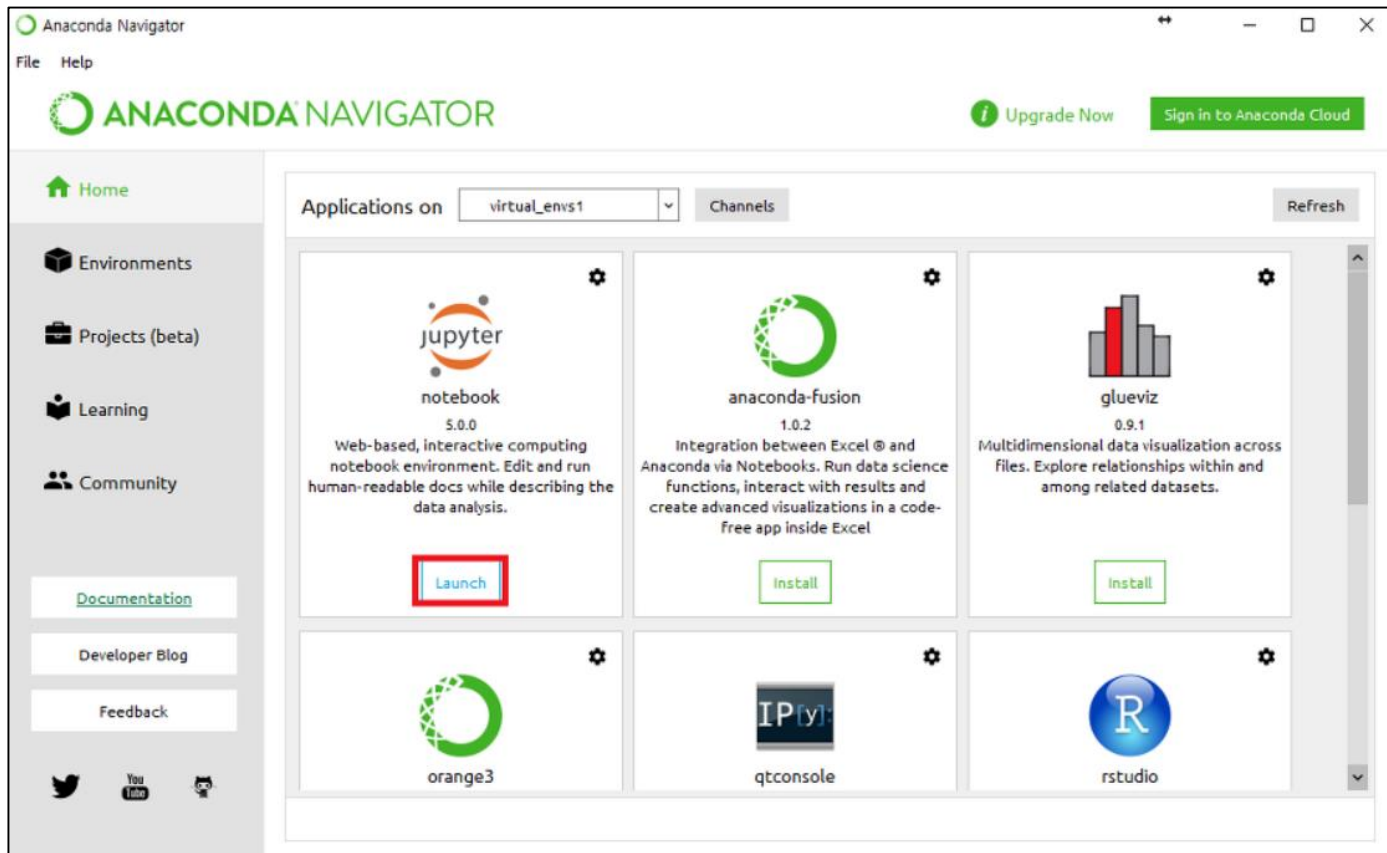 Anaconda Navigator
File Help
ANACONDA NAVIGATOR
Upgrade Now
Sign in to Anaconda Cloud
Home
Applications on virtual_envs1 Channels Refresh
Environments
Projects (beta)
Learning
Community
Documentation
Developer Blog
Feedback
You
Tube
jupyter
notebook
5.0.0
Web-based, interactive computing
notebook environment. Edit and run
human-readable docs while describing the
data analysis.
Launch
anaconda-fusion
1.0.2
Integration between Excel ® and
Anaconda via Notebooks. Run data science
functions, interact with results and
create advanced visualizations in a code-
free app inside Excel
Install
glueviz
0.9.1
Multidimensional data visualization across
files. Explore relationships within and
among related datasets.
Install
orange3
IP[y]:
qtconsole
R
rstudio